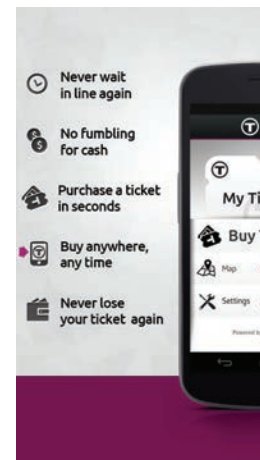 Never wait
in line again
No fumbling
for cash
Purchase a ticket
in seconds
Buy anywhere,
any time
Never lose
your ticket again
T
T
My Ti
Buy
Map
Settings
Powered b